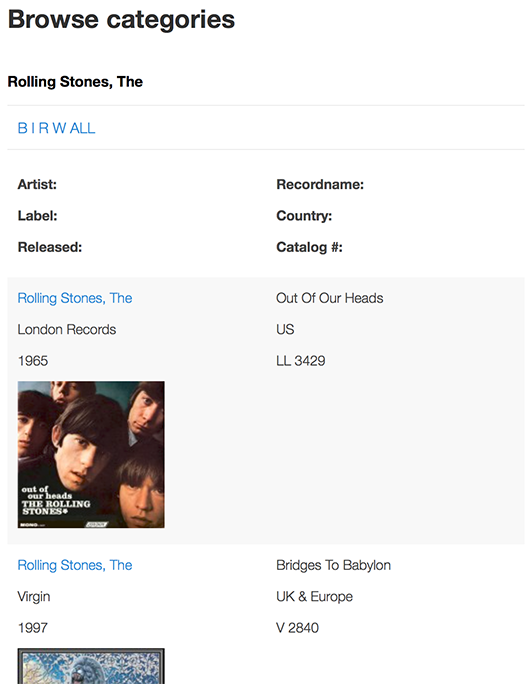 Browse categories
Rolling Stones, The
B I R W ALL
Artist: Recordname:
Label: Country:
Released: Catalog #:
Rolling Stones, The Out Of Our Heads
London Records US
1965 LL 3429
out of
our heads
THE ROLLING
STONES
MONO LONDON
Rolling Stones, The Bridges To Babylon
Virgin UK & Europe
1997 V 2840